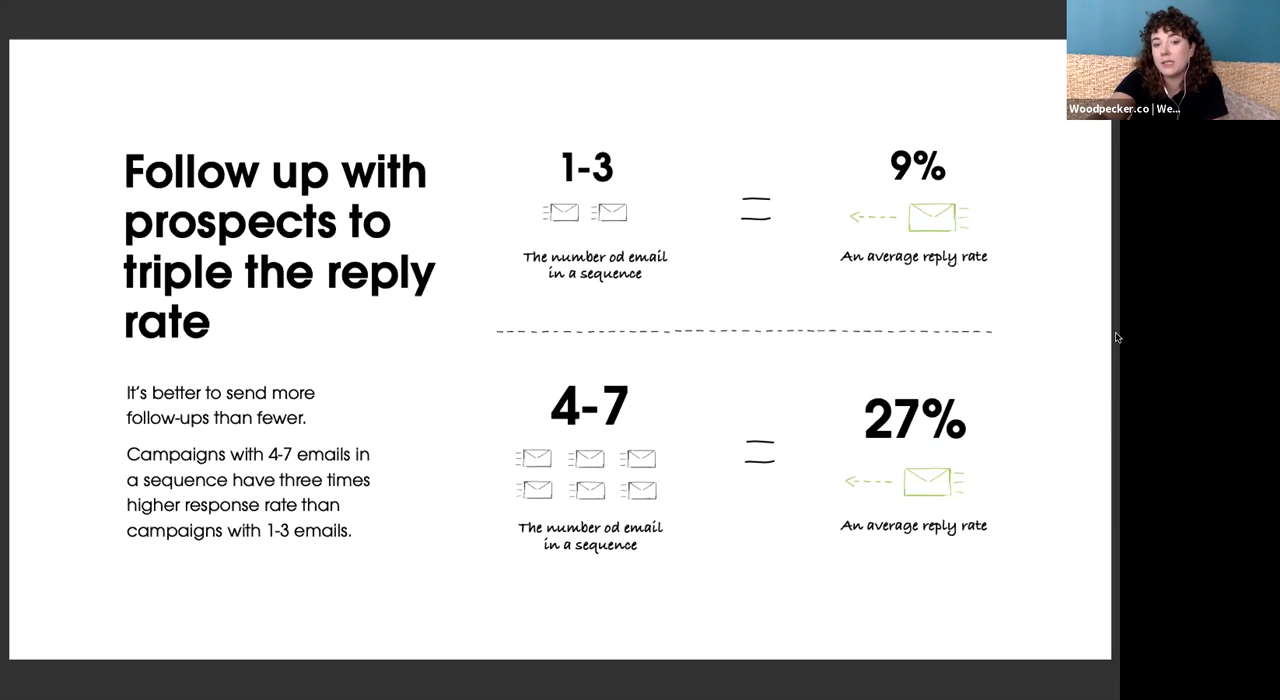 Follow up with
prospects to
triple the reply
rate
It's better to send more
follow-ups than fewer.
Campaigns with 4-7 emails in
a sequence have three times
higher response rate than
campaigns with 1-3 emails.
1-3
The number od email
in a sequence
=
9%
An average reply rate
4-7
The number od email
in a sequence
=
27%
An average reply rate
Woodpecker.co | We...